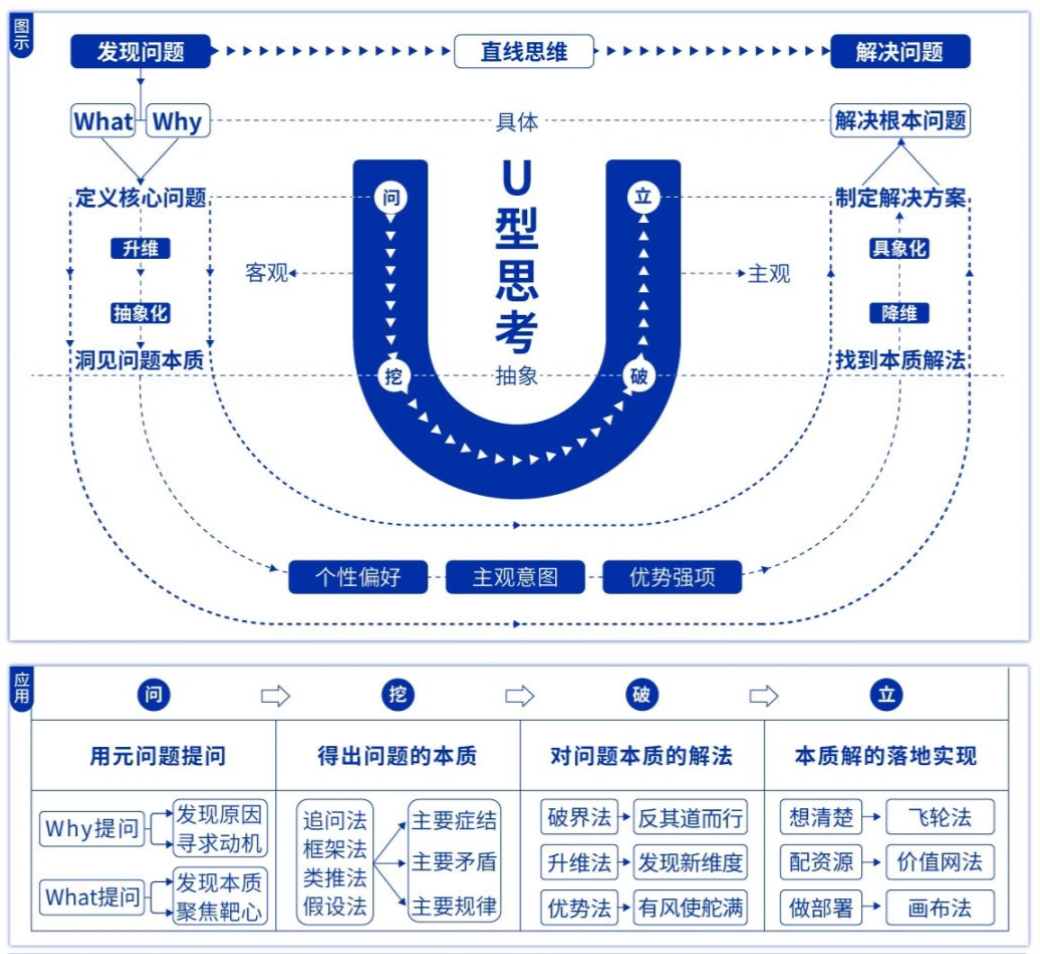 图示
发现问题
直线思维
解决问题
What
Why
具体
解决根本问题
定义核心问题
问
U型思考
立
制定解决方案
升维
具象化
客观
主观
抽象化
降维
洞见问题本质
挖
抽象
破
找到本质解法
个性偏好
主观意图
优势强项
应用
问
挖
破
立
用元问题提问
得出问题的本质
对问题本质的解法
本质解的落地实现
Why提问
发现原因
寻求动机
What提问
发现本质
聚焦靶心
追问法
框架法
类推法
假设法
主要症结
主要矛盾
主要规律
破界法
反其道而行
升维法
发现新维度
优势法
有风使舵满
想清楚
飞轮法
配资源
价值网法
做部署
画布法